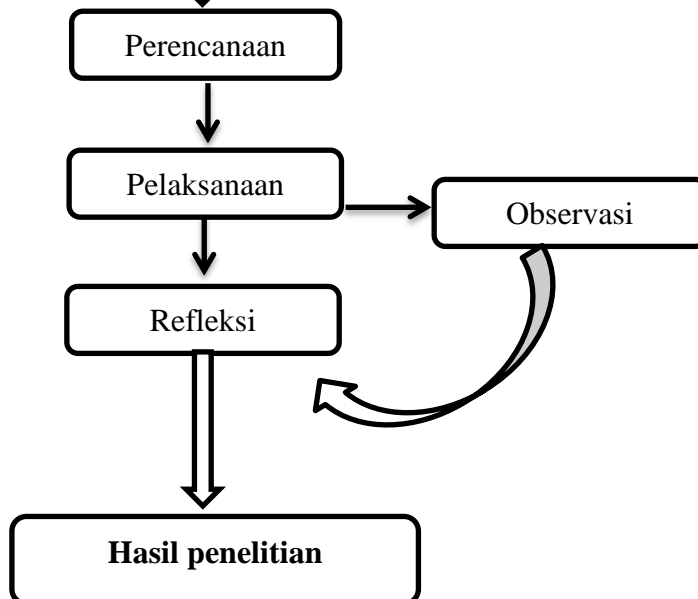 Perencanaan
Pelaksanaan
Observasi
Refleksi
Hasil penelitian